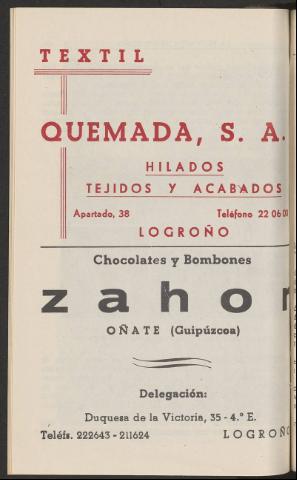 TEXTIL
QUEMADA, S. A.
HILADOS
TEJIDOS Y ACABADOS
Apartado, 38 Teléfono 22 06
LOGROÑO
Chocolates y Bombones
zahor
OÑATE (Guipúzcoa)
Delegación:
Duquesa de la Victoria, 35 - 4.º E.
Teléfs. 222643 - 211624 LOGROÑO